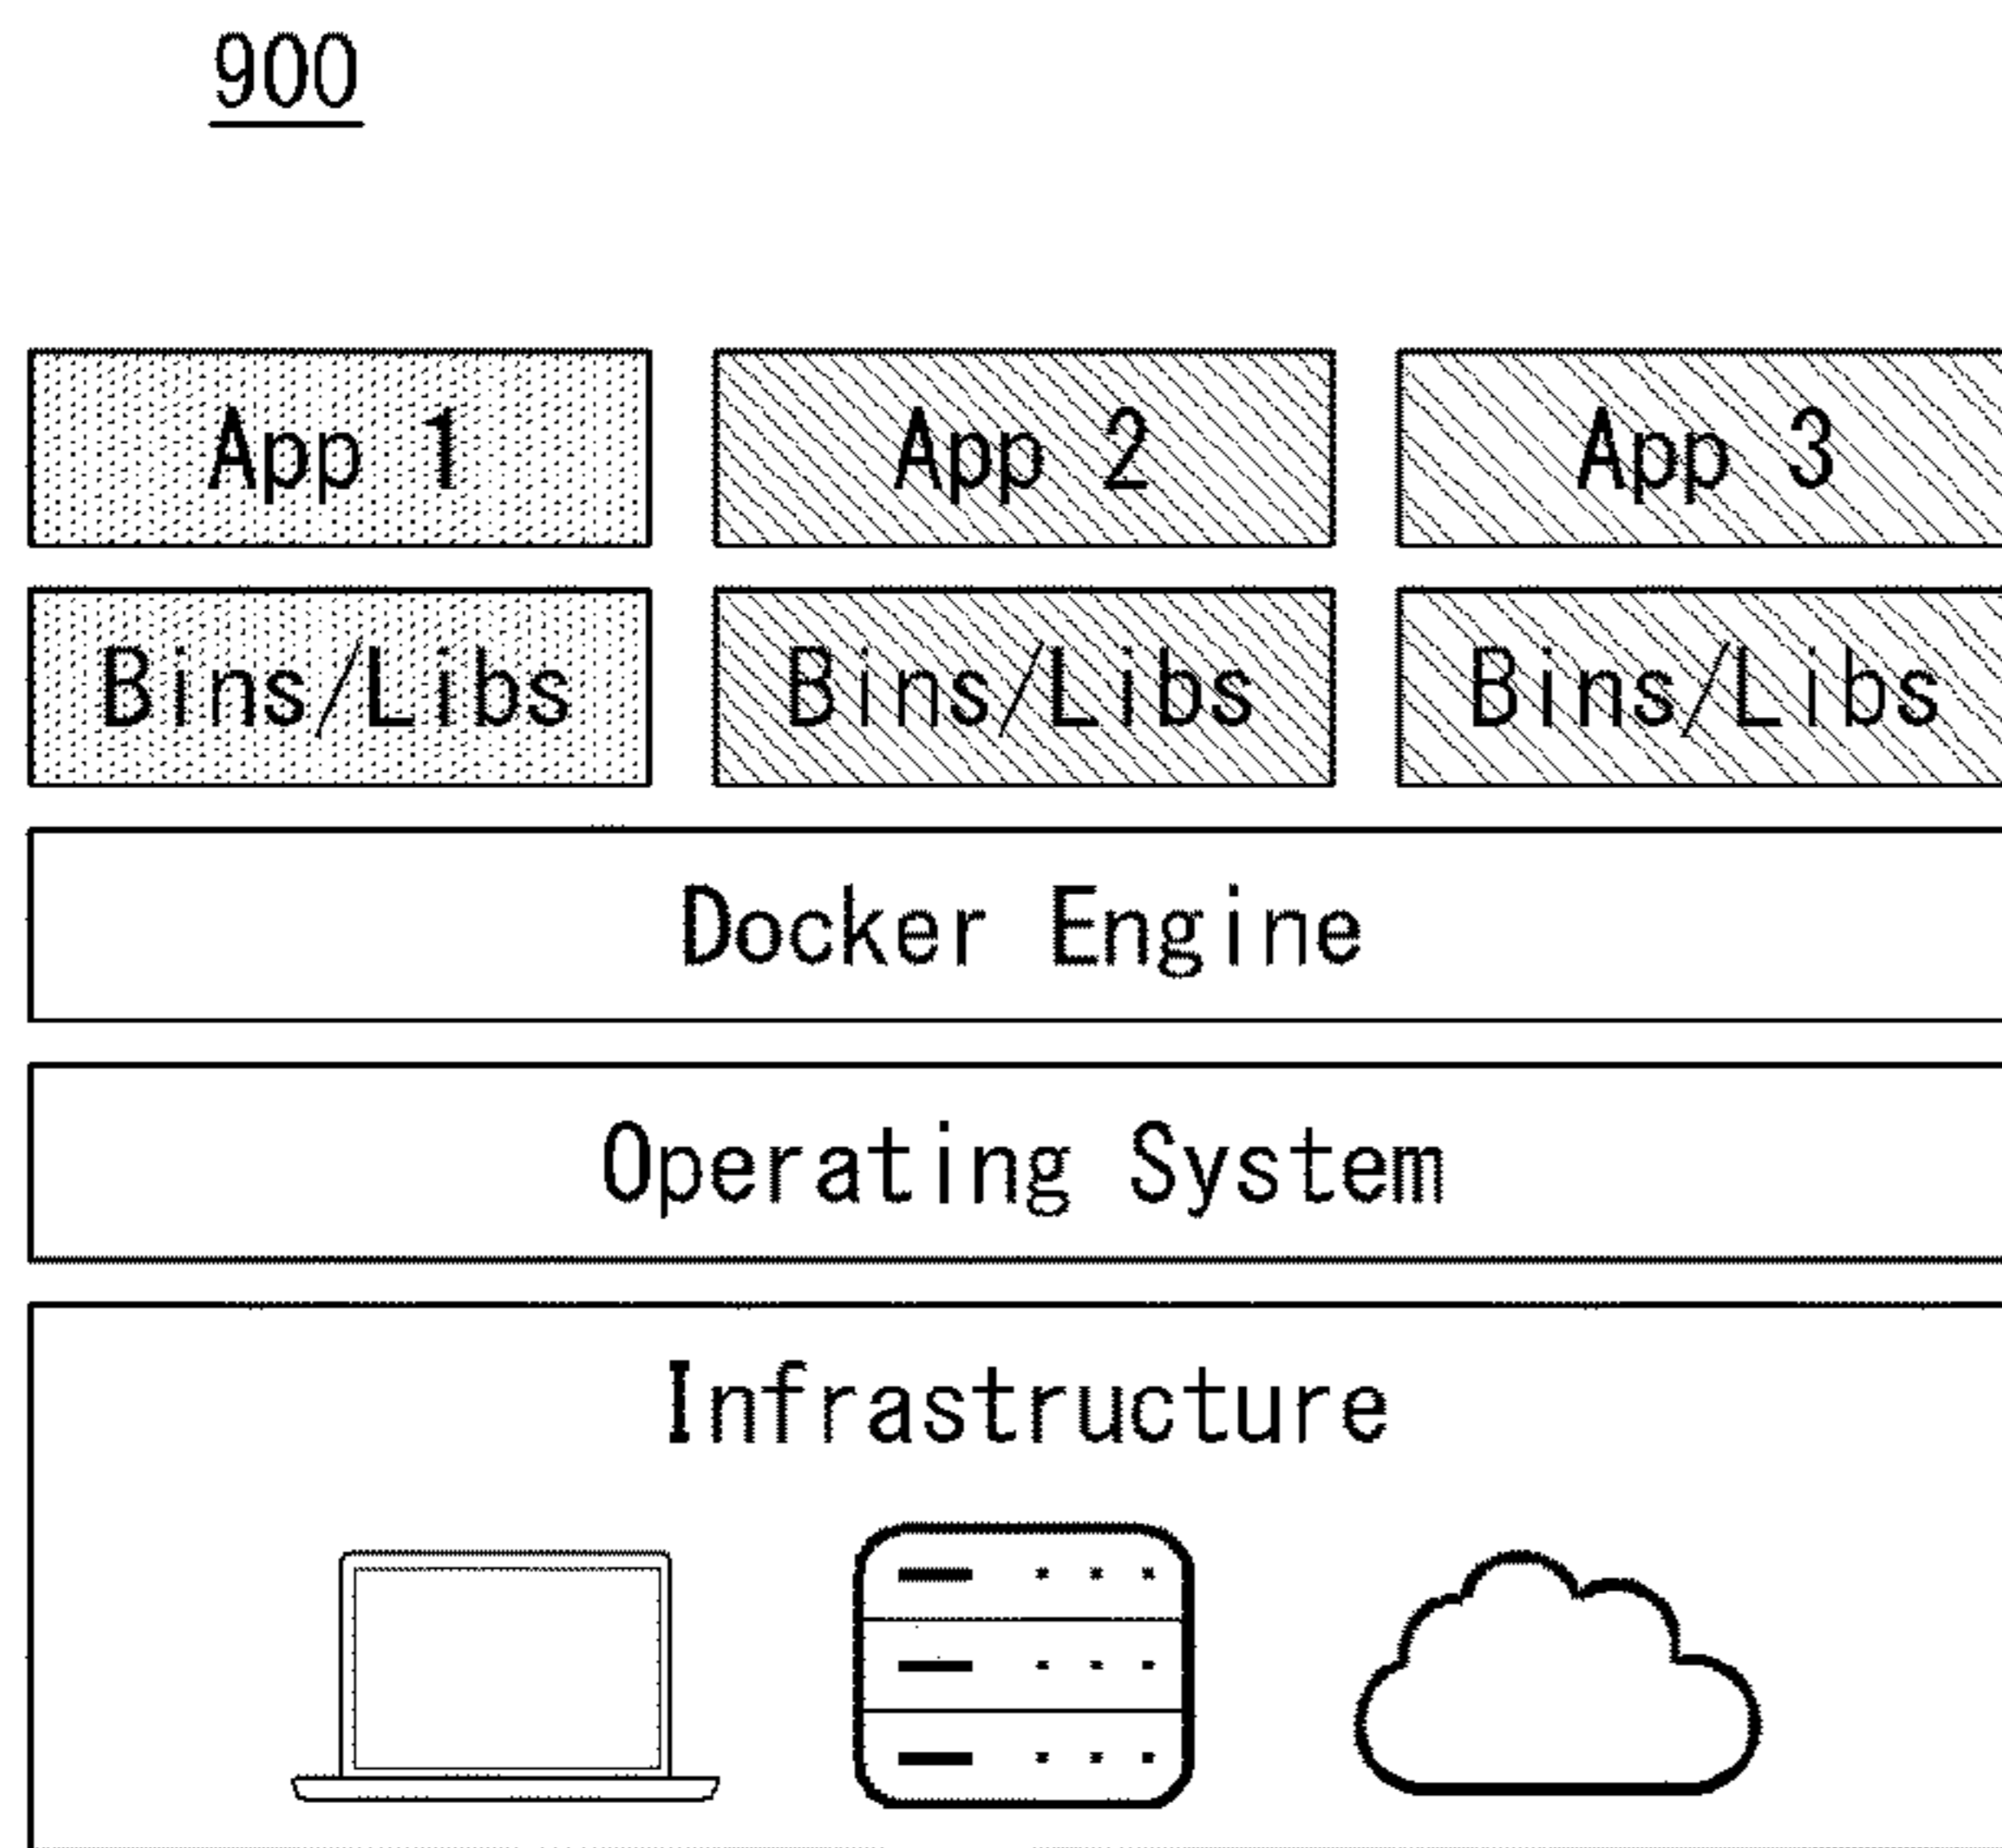 900
App 1 App 2 App 3
Bins/Libs Bins/Libs Bins/Libs
Docker Engine
Operating System
Infrastructure